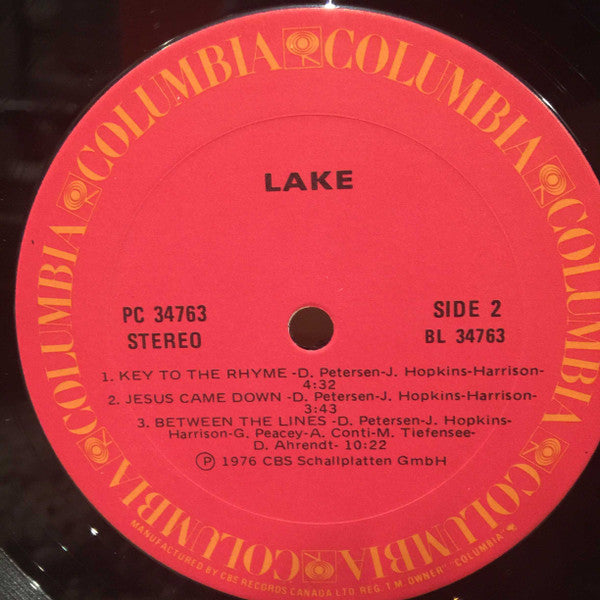 COLUMBIA COLUMBIA COLUMBIA COLUMBIA COLUMBIA COLUMBIA
LAKE
PC 34763
STEREO
SIDE 2
BL 34763
1. KEY TO THE RHYME -D. Petersen-J. Hopkins-Harrison-
4:32
2. JESUS CAME DOWN -D. Petersen-J. Hopkins-Harrison-
3:43
3. BETWEEN THE LINES -D. Petersen-J. Hopkins-
Harrison-G. Peacey-A. Conti-M. Tiefensee-
D. Ahrendt- 10:22
Ⓟ 1976 CBS Schallplatten GmbH
MANUFACTURED BY CBS RECORDS CANADA LTD. REG. T.M. OWNER "COLUMBIA"